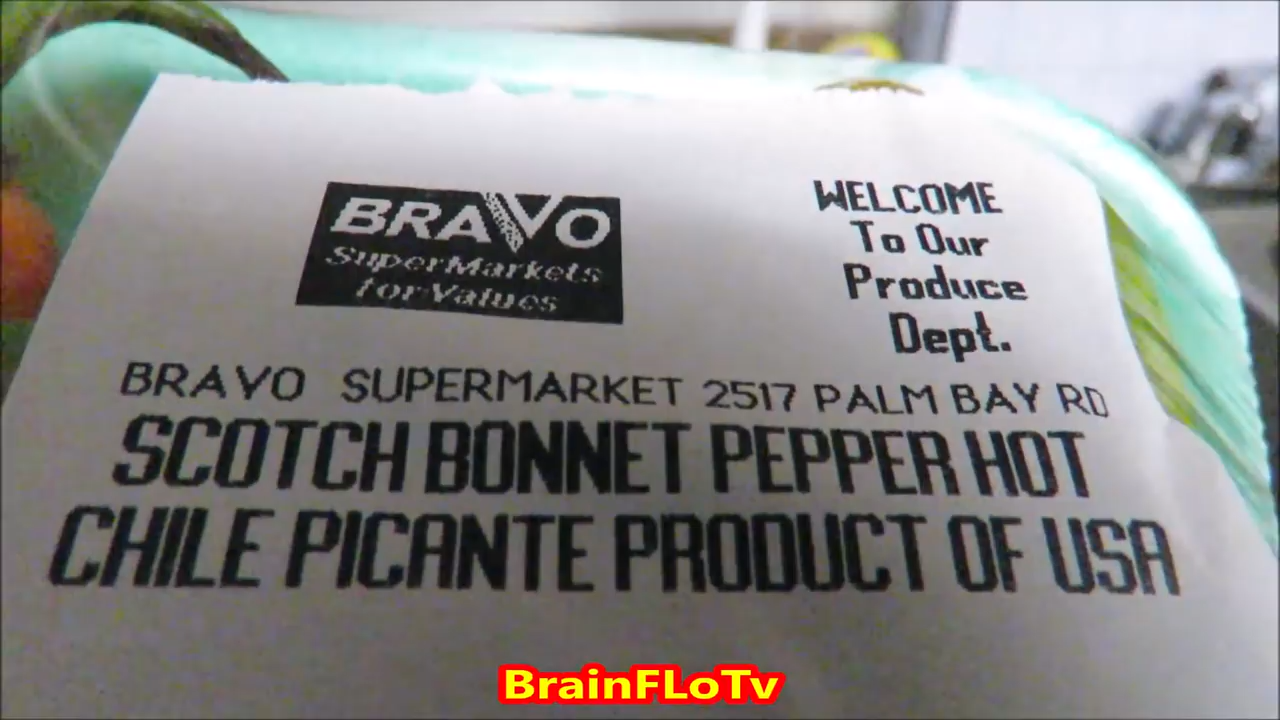 BRAVO
SuperMarkets
for Values
WELCOME
To Our
Produce
Dept.
BRAVO SUPERMARKET 2517 PALM BAY RD
SCOTCH BONNET PEPPER HOT
CHILE PICANTE PRODUCT OF USA
BrainFLoTv